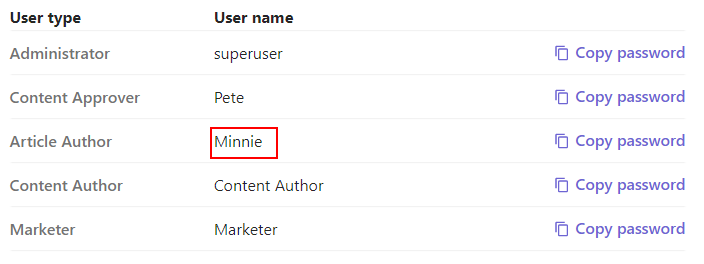 User type User name
Administrator superuser Copy password
Content Approver Pete Copy password
Article Author Minnie Copy password
Content Author Content Author Copy password
Marketer Marketer Copy password